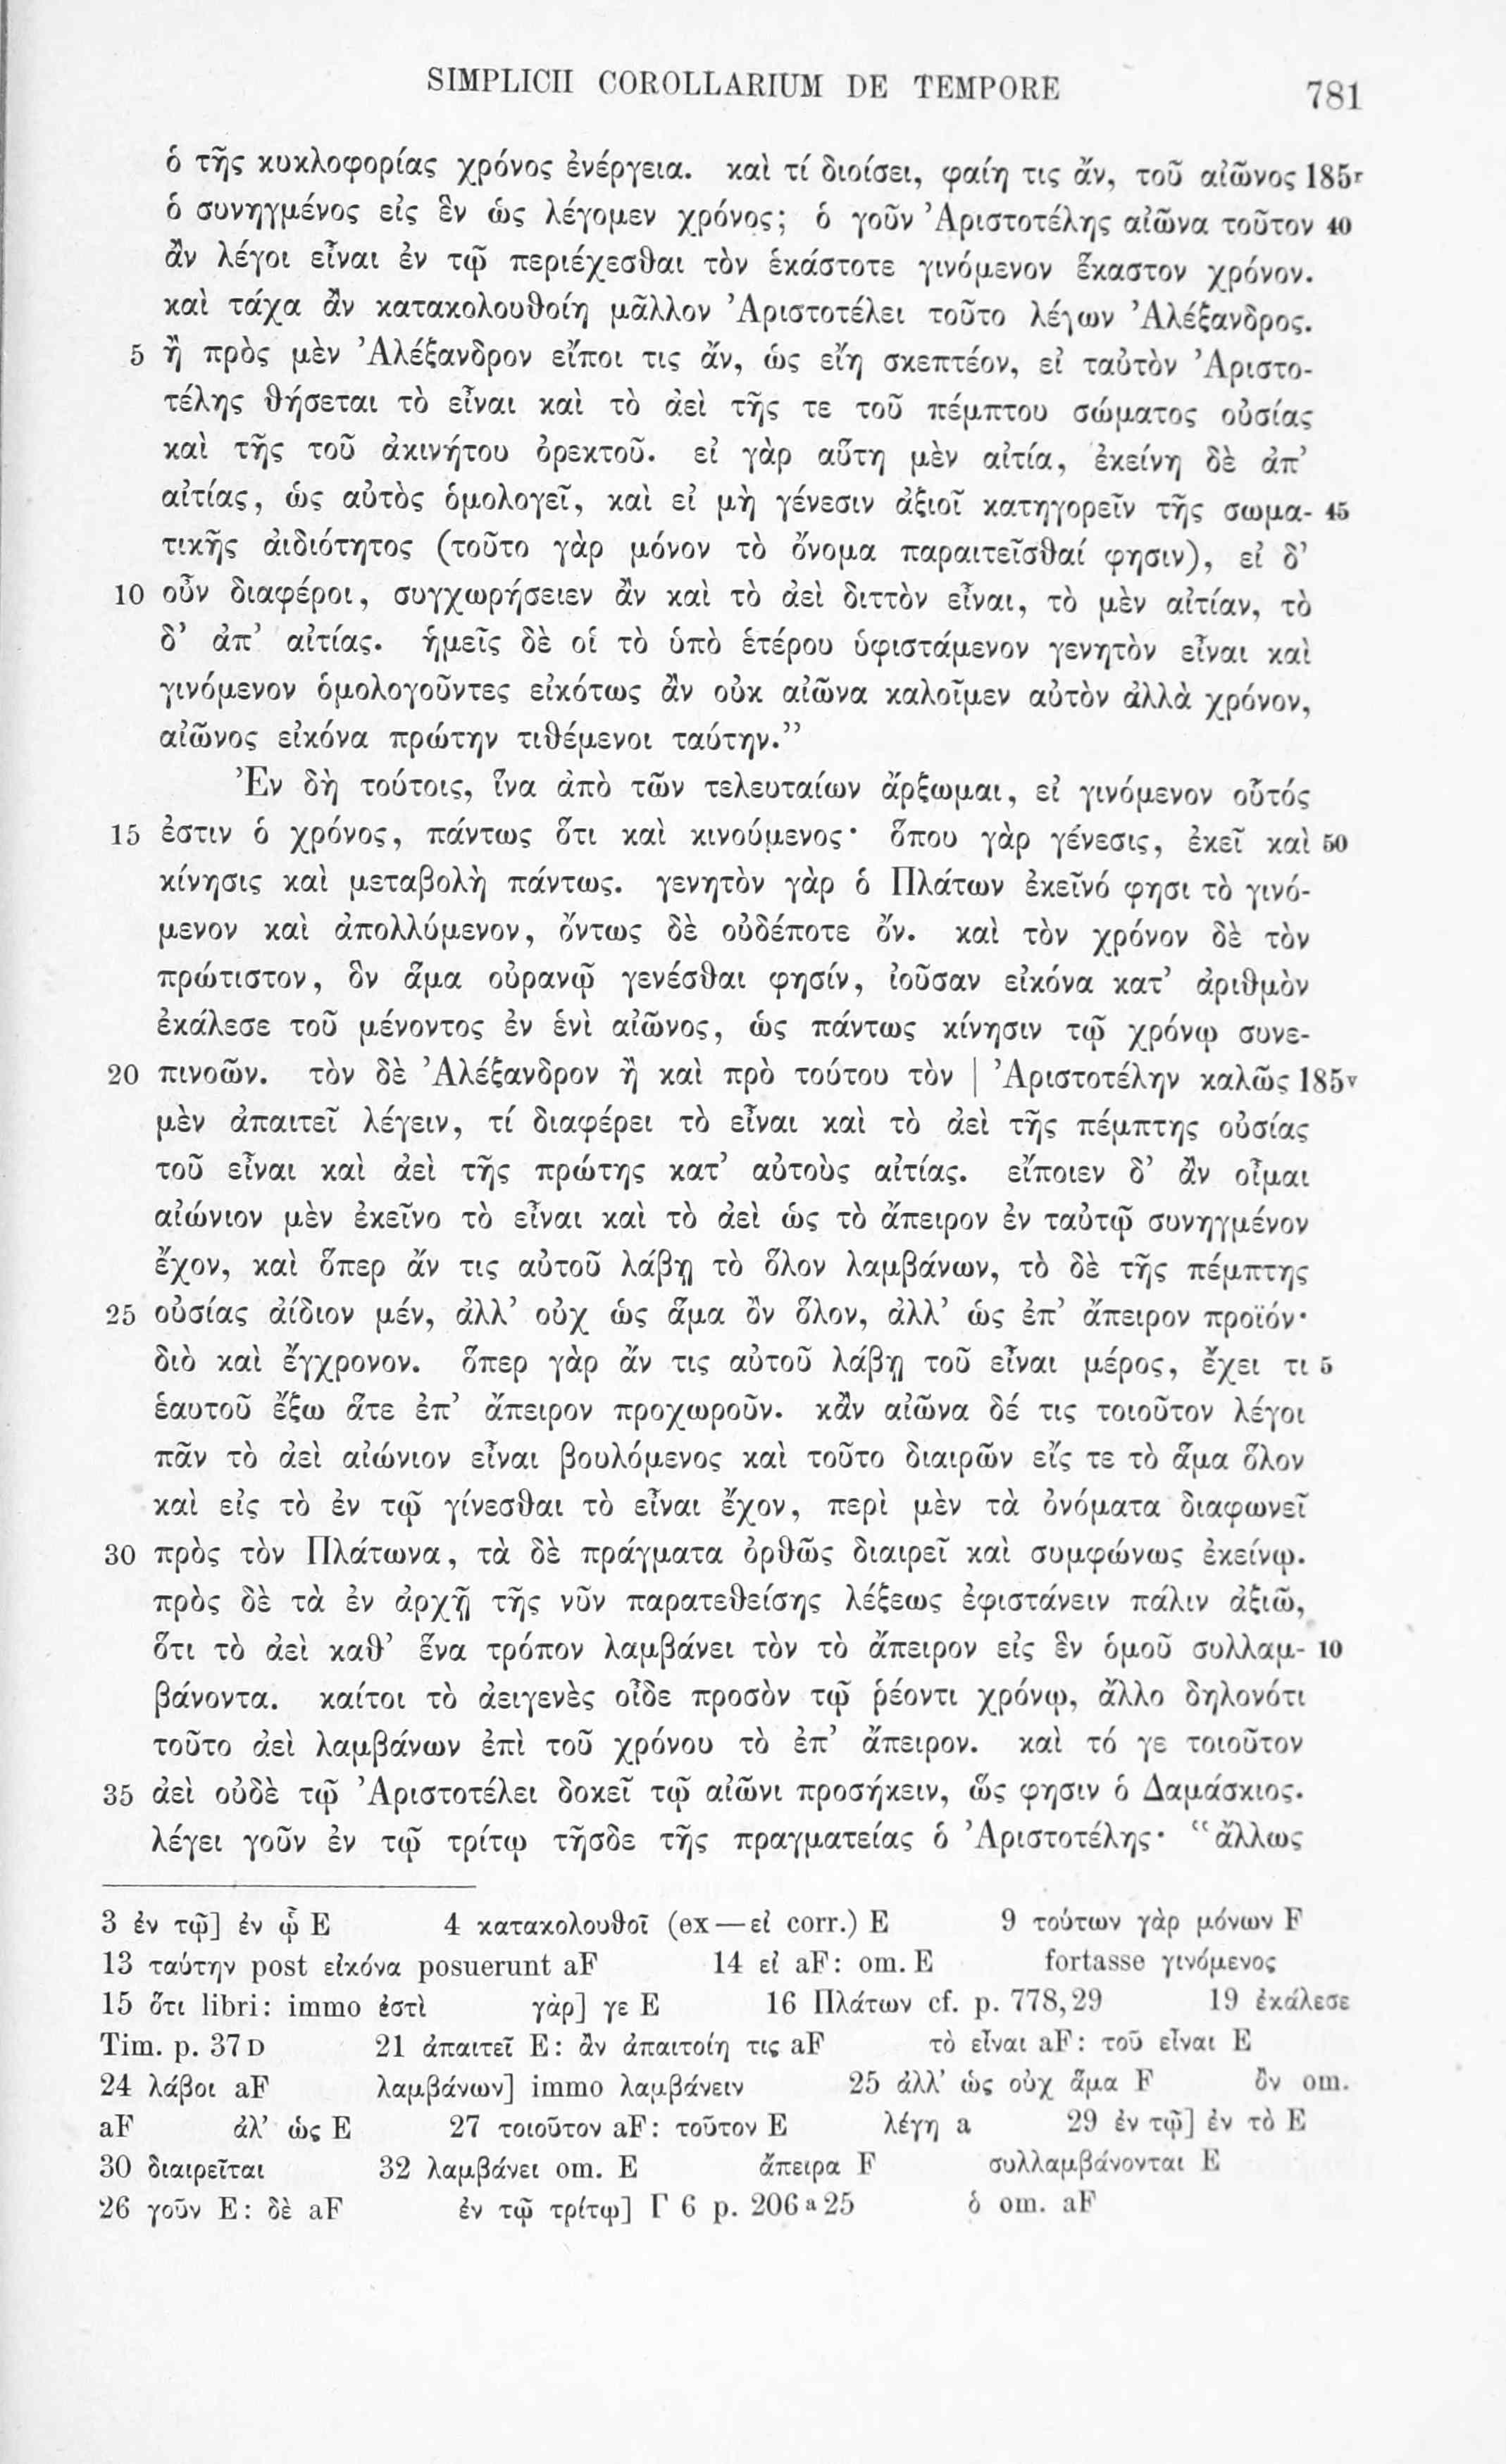 SIMPLICII COROLLARIUM DE TEMPORE 781
ὁ τῆς κυκλοφορίας χρόνος ἐνέργεια. καὶ τί διοίσει, φαίη τις ἄν, τοῦ αἰῶνος 185r
ὁ συνηγμένος εἰς ἓν ὡς λέγομεν χρόνος; ὁ γοῦν Ἀριστοτέλης αἰῶνα τοῦτον 40
ἂν λέγοι εἶναι ἐν τῷ περιέχεσθαι τὸν ἑκάστοτε γινόμενον ἕκαστον χρόνον.
καὶ τάχα ἂν κατακολουθοίη μᾶλλον Ἀριστοτέλει τοῦτο λέγων Ἀλέξανδρος.
5 ἢ πρὸς μὲν Ἀλέξανδρον εἴποι τις ἄν, ὡς εἴη σκεπτέον, εἰ ταὐτὸν Ἀριστο-
τέλης θήσεται τὸ εἶναι καὶ τὸ ἀεὶ τῆς τε τοῦ πέμπτου σώματος οὐσίας
καὶ τῆς τοῦ ἀκινήτου ὀρεκτοῦ. εἰ γὰρ αὕτη μὲν αἰτία, ἐκείνη δὲ ἀπ’
αἰτίας, ὡς αὐτὸς ὁμολογεῖ, καὶ εἰ μὴ γένεσιν ἀξιοῖ κατηγορεῖν τῆς σωμα- 45
τικῆς ἀιδιότητος (τοῦτο γὰρ μόνον τὸ ὄνομα παραιτεῖσθαί φησιν), εἰ δ’
10 οὖν διαφέροι, συγχωρήσειεν ἂν καὶ τὸ ἀεὶ διττὸν εἶναι, τὸ μὲν αἰτίαν, τὸ
δ’ ἀπ’ αἰτίας. ἡμεῖς δὲ οἱ τὸ ὑπὸ ἑτέρου ὑφιστάμενον γενητὸν εἶναι καὶ
γινόμενον ὁμολογοῦντες εἰκότως ἂν οὐκ αἰῶνα καλοῖμεν αὐτὸν ἀλλὰ χρόνον,
αἰῶνος εἰκόνα πρώτην τιθέμενοι ταύτην.”
Ἐν δὴ τούτοις, ἵνα ἀπὸ τῶν τελευταίων ἄρξωμαι, εἰ γινόμενον οὗτός
15 ἐστιν ὁ χρόνος, πάντως ὅτι καὶ κινούμενος· ὅπου γὰρ γένεσις, ἐκεῖ καὶ 50
κίνησις καὶ μεταβολὴ πάντως. γενητὸν γὰρ ὁ Πλάτων ἐκεῖνό φησι τὸ γινό-
μενον καὶ ἀπολλύμενον, ὄντως δὲ οὐδέποτε ὄν. καὶ τὸν χρόνον δὲ τὸν
πρώτιστον, ὃν ἅμα οὐρανῷ γενέσθαι φησίν, ἰοῦσαν εἰκόνα κατ’ ἀριθμὸν
ἐκάλεσε τοῦ μένοντος ἐν ἑνὶ αἰῶνος, ὡς πάντως κίνησιν τῷ χρόνῳ συνε-
20 πινοῶν. τὸν δὲ Ἀλέξανδρον ἢ καὶ πρὸ τούτου τὸν | Ἀριστοτέλην καλῶς 185v
μὲν ἀπαιτεῖ λέγειν, τί διαφέρει τὸ εἶναι καὶ τὸ ἀεὶ τῆς πέμπτης οὐσίας
τοῦ εἶναι καὶ ἀεὶ τῆς πρώτης κατ’ αὐτοὺς αἰτίας. εἴποιεν δ’ ἂν οἶμαι
αἰώνιον μὲν ἐκεῖνο τὸ εἶναι καὶ τὸ ἀεὶ ὡς τὸ ἄπειρον ἐν ταὐτῷ συνηγμένον
ἔχον, καὶ ὅπερ ἄν τις αὐτοῦ λάβῃ τὸ ὅλον λαμβάνων, τὸ δὲ τῆς πέμπτης
25 οὐσίας ἀίδιον μέν, ἀλλ’ οὐχ ὡς ἅμα ὂν ὅλον, ἀλλ’ ὡς ἐπ’ ἄπειρον προϊόν·
διὸ καὶ ἔγχρονον. ὅπερ γὰρ ἄν τις αὐτοῦ λάβῃ τοῦ εἶναι μέρος, ἔχει τι 5
ἑαυτοῦ ἔξω ἅτε ἐπ’ ἄπειρον προχωροῦν. κἂν αἰῶνα δέ τις τοιοῦτον λέγοι
πᾶν τὸ ἀεὶ αἰώνιον εἶναι βουλόμενος καὶ τοῦτο διαιρῶν εἴς τε τὸ ἅμα ὅλον
καὶ εἰς τὸ ἐν τῷ γίνεσθαι τὸ εἶναι ἔχον, περὶ μὲν τὰ ὀνόματα διαφωνεῖ
30 πρὸς τὸν Πλάτωνα, τὰ δὲ πράγματα ὀρθῶς διαιρεῖ καὶ συμφώνως ἐκείνῳ.
πρὸς δὲ τὰ ἐν ἀρχῇ τῆς νῦν παρατεθείσης λέξεως ἐφιστάνειν πάλιν ἀξιῶ,
ὅτι τὸ ἀεὶ καθ’ ἕνα τρόπον λαμβάνει τὸν τὸ ἄπειρον εἰς ἓν ὁμοῦ συλλαμ- 10
βάνοντα. καίτοι τὸ ἀειγενὲς οἶδε προσὸν τῷ ῥέοντι χρόνῳ, ἄλλο δηλονότι
τοῦτο ἀεὶ λαμβάνων ἐπὶ τοῦ χρόνου τὸ ἐπ’ ἄπειρον. καὶ τό γε τοιοῦτον
35 ἀεὶ οὐδὲ τῷ Ἀριστοτέλει δοκεῖ τῷ αἰῶνι προσήκειν, ὥς φησιν ὁ Δαμάσκιος.
λέγει γοῦν ἐν τῷ τρίτῳ τῆσδε τῆς πραγματείας ὁ Ἀριστοτέλης· “ἄλλως
3 ἐν τῷ] ἐν ᾧ E 4 κατακολουθοῖ (ex—εἰ corr.) E 9 τούτων γὰρ μόνων F
13 ταύτην post εἰκόνα posuerunt aF 14 εἰ aF: om. E fortasse γινόμενος
15 ὅτι libri: immo ἐστὶ γὰρ] γε E 16 Πλάτων cf. p. 778,29 19 ἐκάλεσε
Tim. p. 37D 21 ἀπαιτεῖ E: ἂν ἀπαιτοίη τις aF τὸ εἶναι aF: τοῦ εἶναι E
24 λάβοι aF λαμβάνων] immo λαμβάνειν 25 ἀλλ’ ὡς οὐχ ἅμα F ὂν om.
aF ἀλ’ ὡς E 27 τοιοῦτον aF: τοῦτον E λέγη a 29 ἐν τῷ] ἐν τὸ E
30 διαιρεῖται 32 λαμβάνει om. E ἄπειρα F συλλαμβάνονται E
26 γοῦν E: δὲ aF ἐν τῷ τρίτῳ] Γ 6 p. 206a25 ὁ om. aF